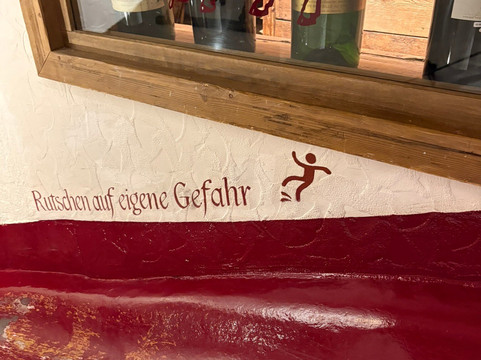 Rutschen auf eigene Gefahr